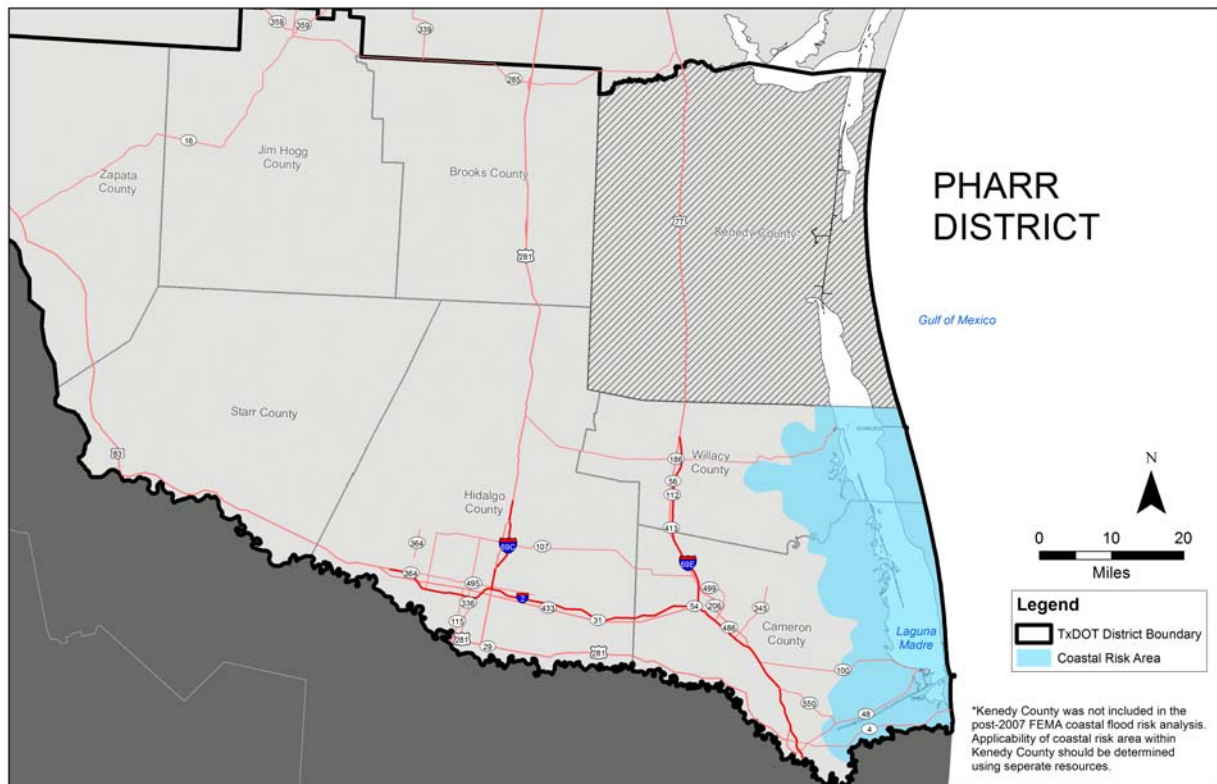 359
359
339
285
16
Jim Hogg
County
Zapata
County
Brooks County
77
Kenedy County*
281
PHARR
DISTRICT
Gulf of Mexico
Starr County
83
186
Willacy
County
112
Hidalgo
County
413
364
69C
107
69E
N
0 10 20
Miles
364
495
336
2
433
31
54
499
206
486
345
Cameron
County
115
281
29
281
100
48
4
Laguna
Madre
Legend
TxDOT District Boundary
Coastal Risk Area
*Kenedy County was not included in the
post-2007 FEMA coastal flood risk analysis.
Applicability of coastal risk area within
Kenedy County should be determined
using seperate resources.